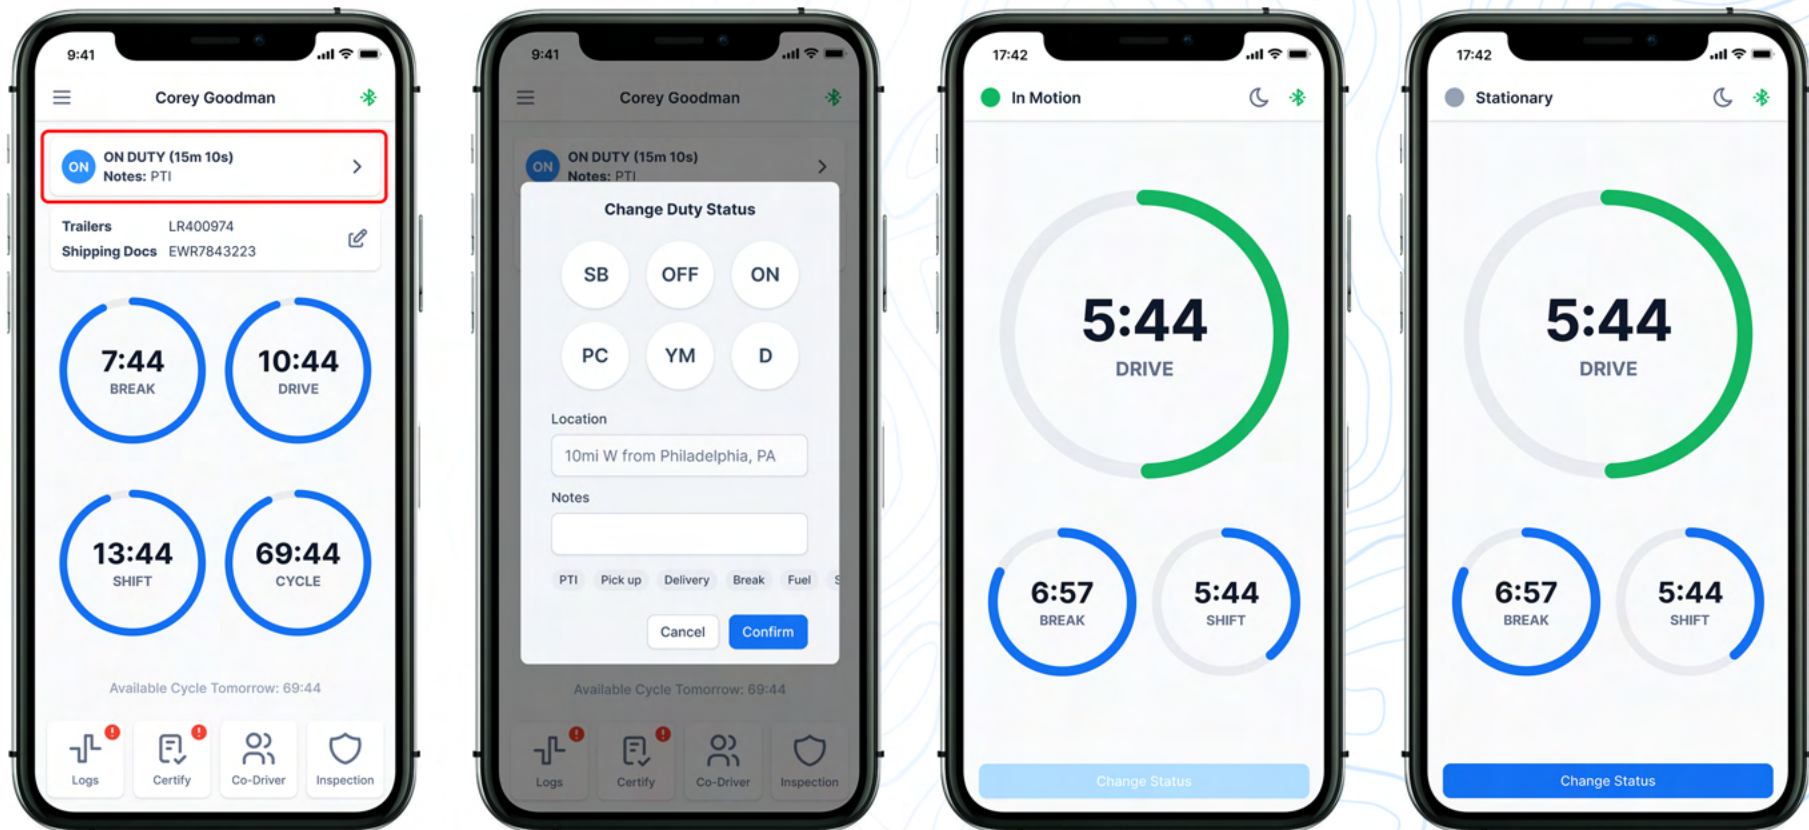 9:41
Corey Goodman
ON
ON DUTY (15m 10s)
Notes: PTI
Trailers LR400974
Shipping Docs EWR7843223
7:44
BREAK
10:44
DRIVE
13:44
SHIFT
69:44
CYCLE
Available Cycle Tomorrow: 69:44
Logs
Certify
Co-Driver
Inspection
9:41
Corey Goodman
ON
ON DUTY (15m 10s)
Notes: PTI
Change Duty Status
SB OFF ON
PC YM D
Location
10mi W from Philadelphia, PA
Notes
PTI Pick up Delivery Break Fuel S
Cancel Confirm
Available Cycle Tomorrow: 69:44
Logs
Certify
Co-Driver
Inspection
17:42
In Motion
5:44
DRIVE
6:57
BREAK
5:44
SHIFT
Change Status
17:42
Stationary
5:44
DRIVE
6:57
BREAK
5:44
SHIFT
Change Status